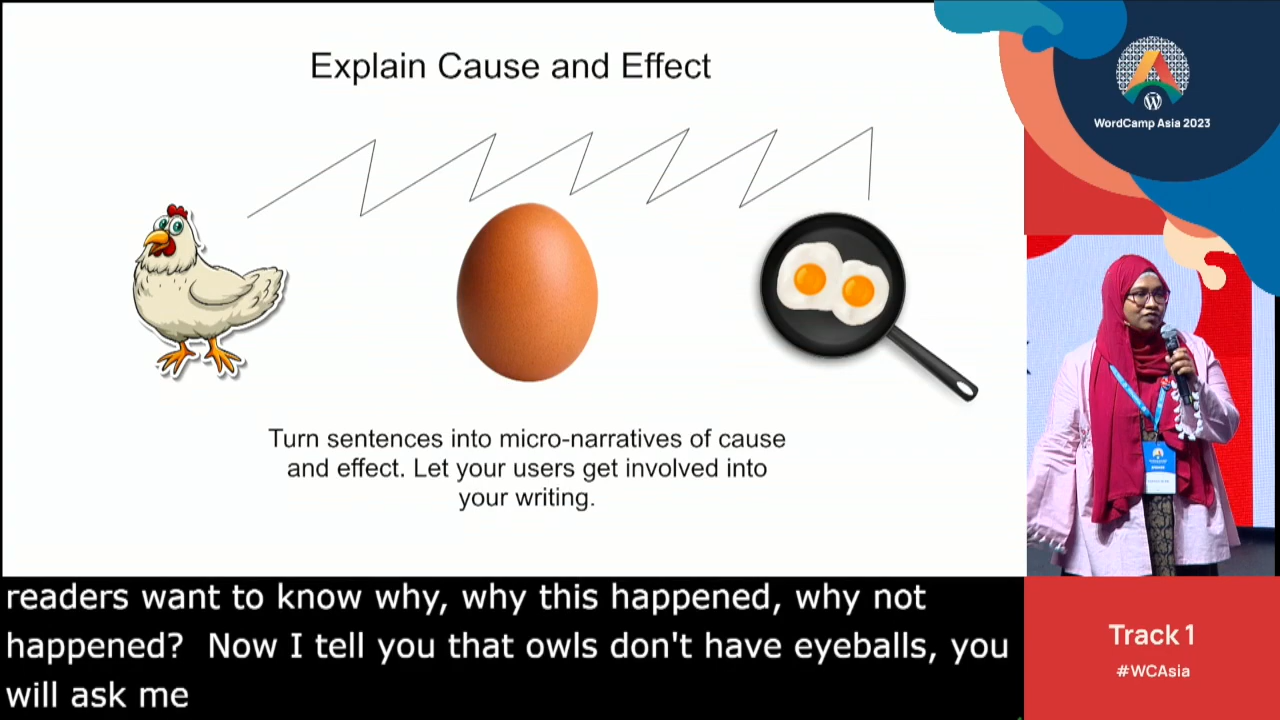 Explain Cause and Effect
Turn sentences into micro-narratives of cause
and effect. Let your users get involved into
your writing.
WordCamp Asia 2023
readers want to know why, why this happened, why not
happened?  Now I tell you that owls don't have eyeballs, you
will ask me
Track 1
#WCAsia